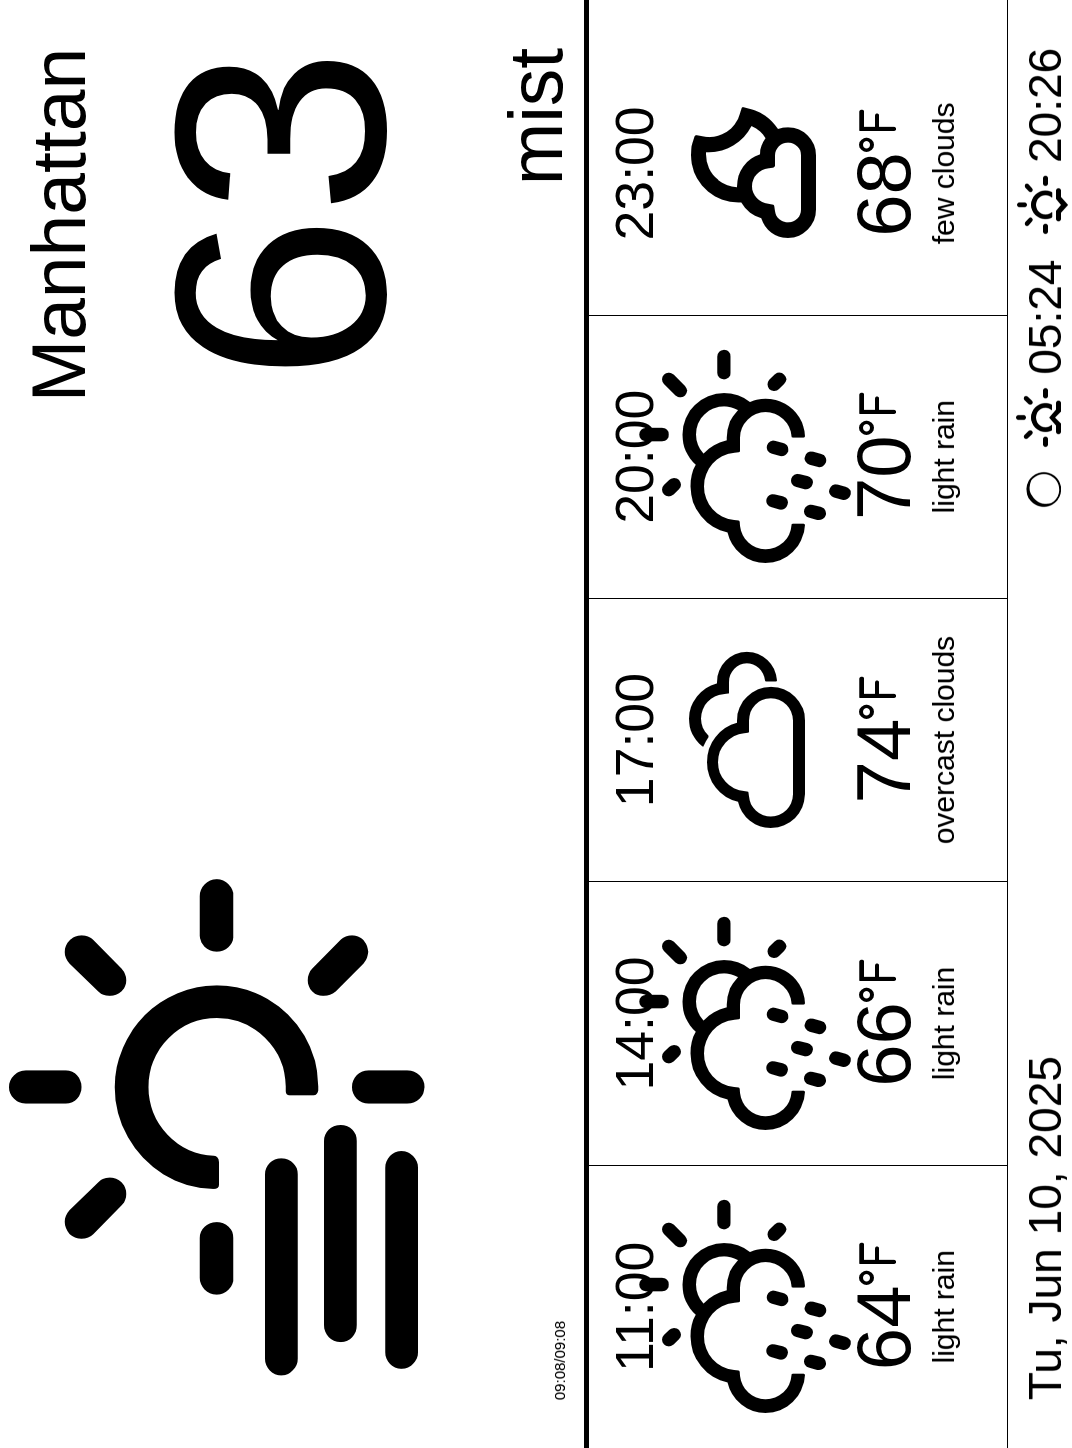 Manhattan
63
mist
09:08/09:08
11:00
64°F
light rain
14:00
66°F
light rain
17:00
74°F
overcast clouds
20:00
70°F
light rain
23:00
68°F
few clouds
Tu, Jun 10, 2025
05:24 20:26